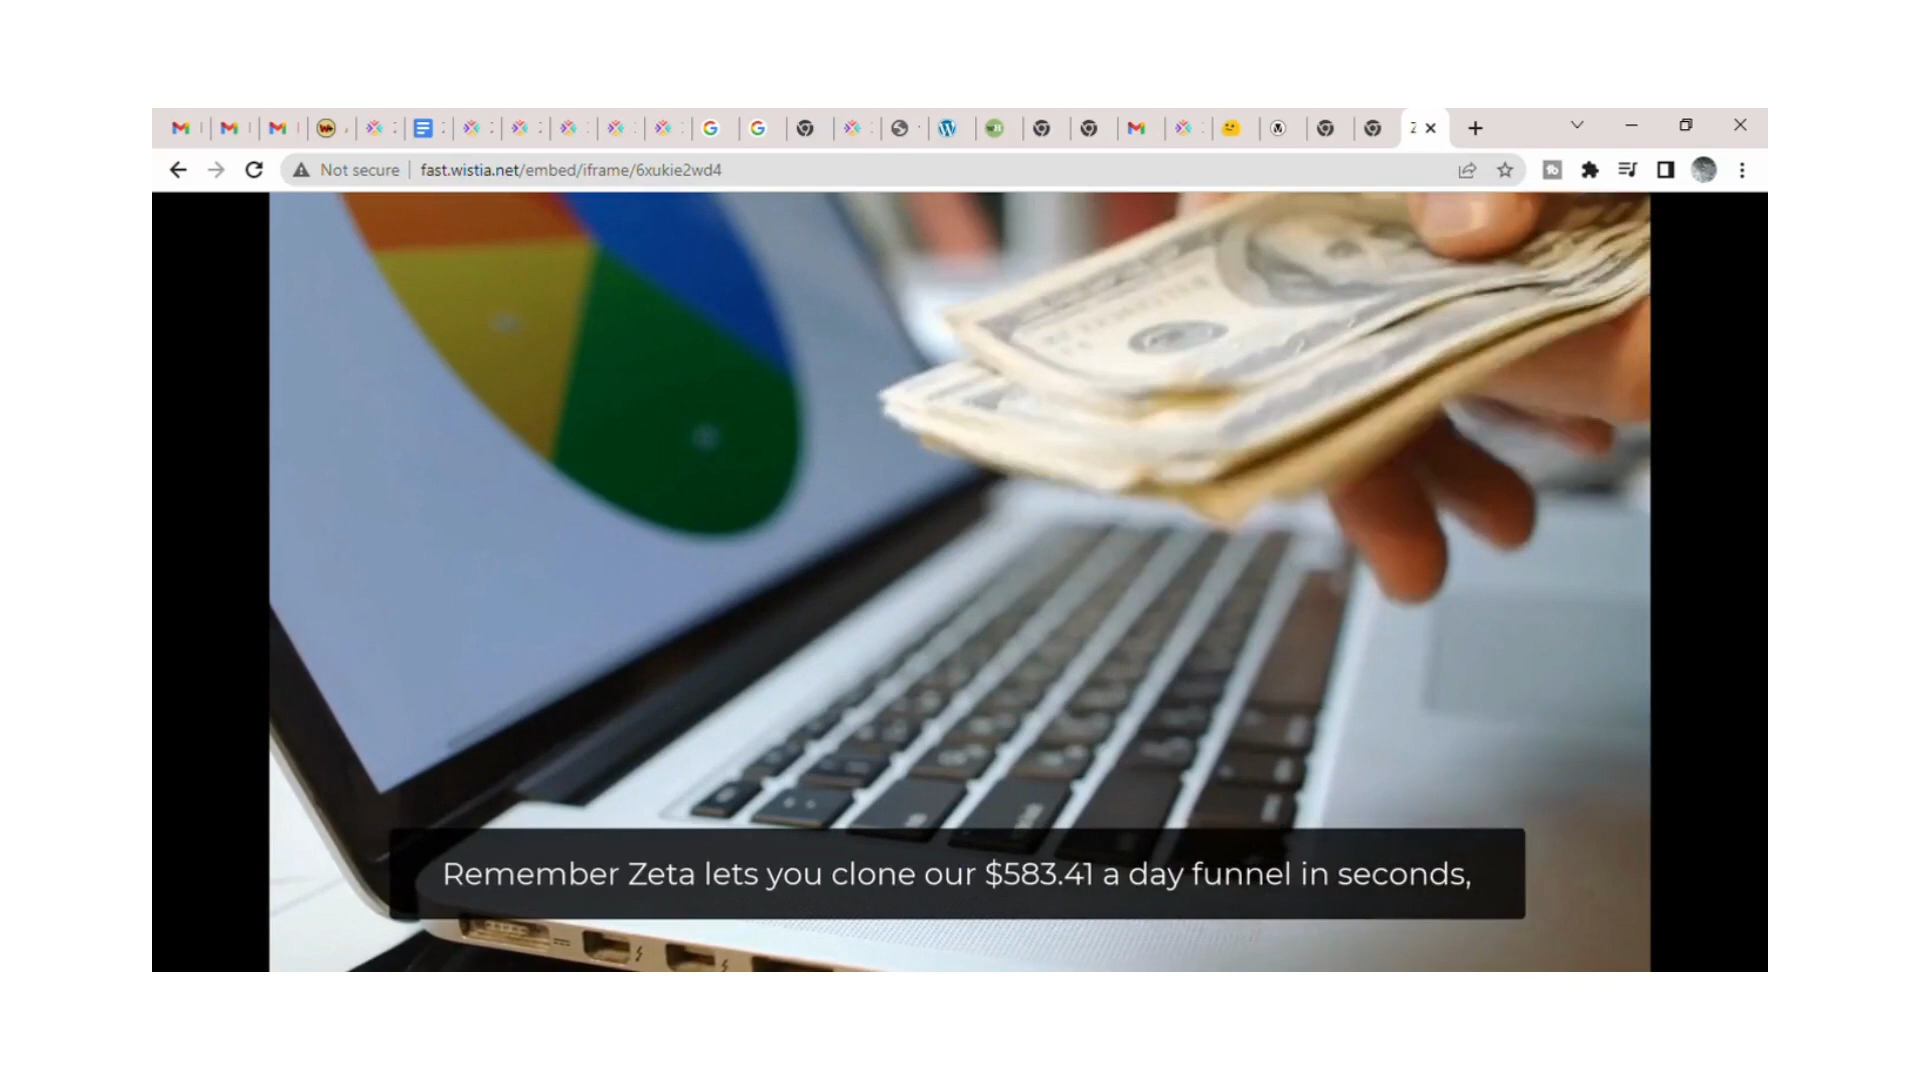 Not secure
fast.wistia.net/embed/iframe/6xukie2wd4
Remember Zeta lets you clone our $583.41 a day funnel in seconds,